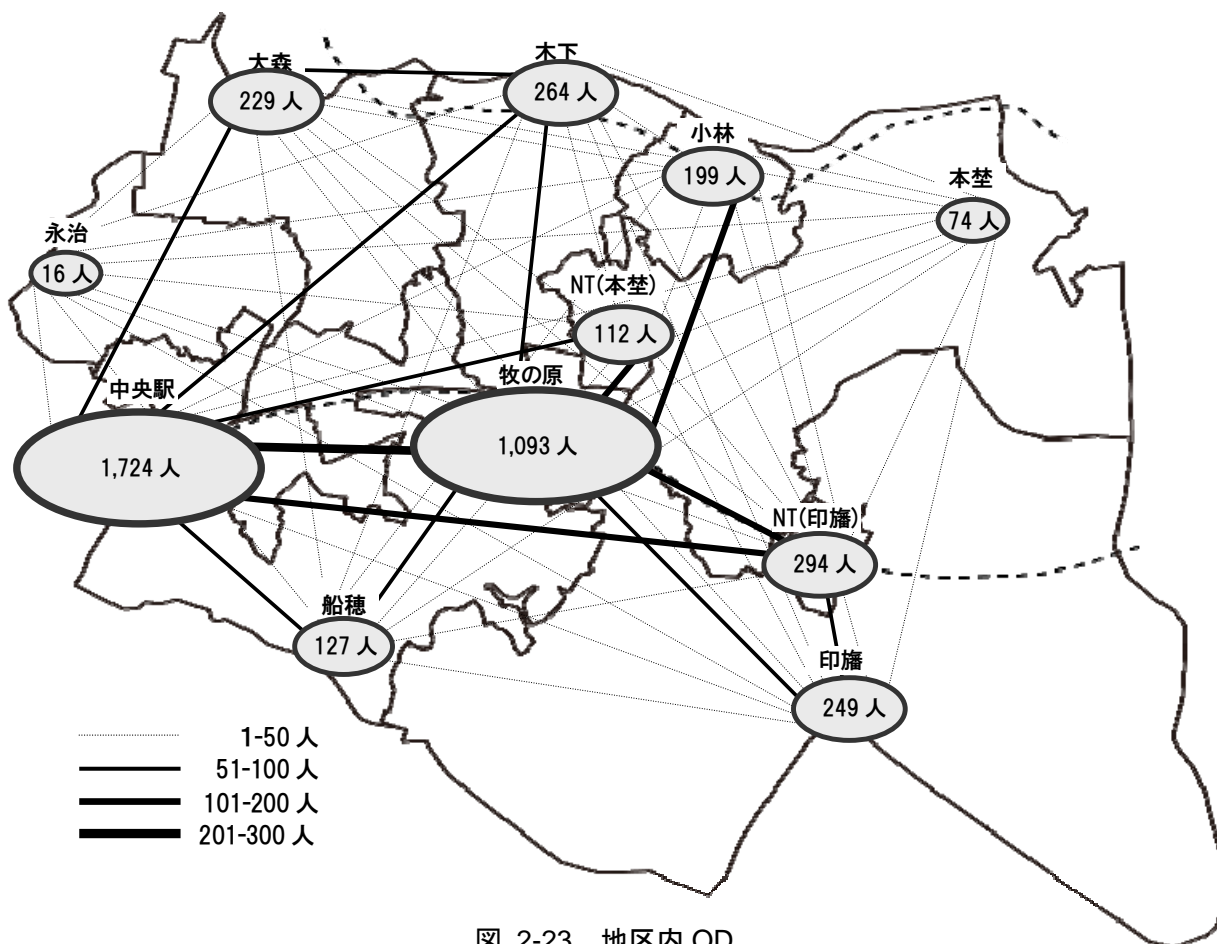 大森
229 人
木下
264 人
小林
199 人
本埜
74 人
永治
16 人
NT(本埜)
112 人
中央駅
1,724 人
牧の原
1,093 人
NT(印旛)
294 人
船穂
127 人
印旛
249 人
1-50 人
51-100 人
101-200 人
201-300 人
図 2-23 地区内 OD